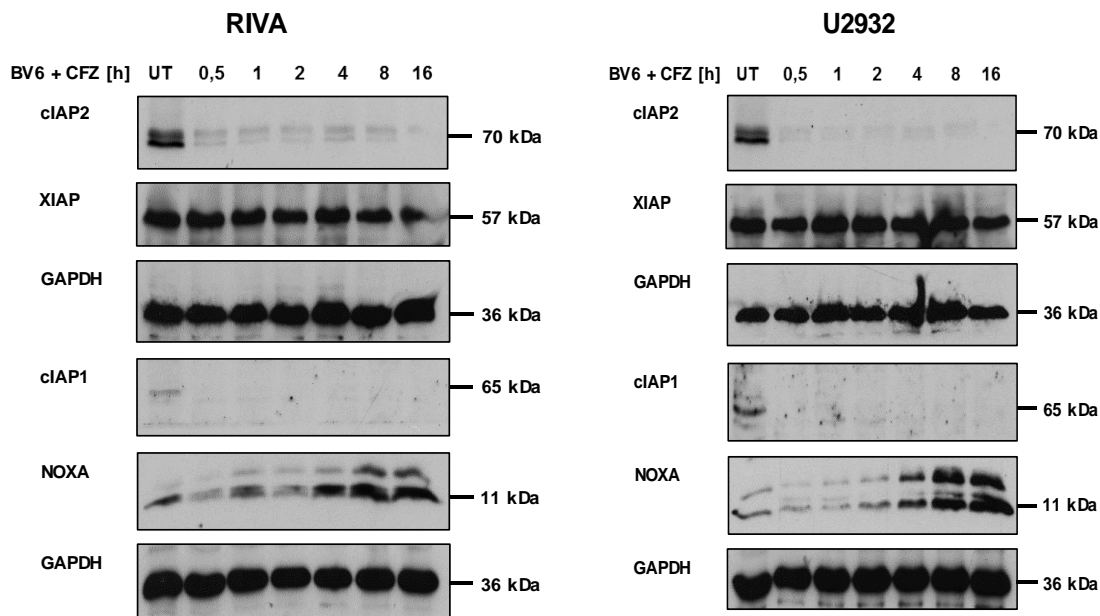 RIVA
BV6 + CFZ [h] UT 0,5 1 2 4 8 16
cIAP2
70 kDa
XIAP
57 kDa
GAPDH
36 kDa
cIAP1
65 kDa
NOXA
11 kDa
GAPDH
36 kDa
U2932
BV6 + CFZ [h] UT 0,5 1 2 4 8 16
cIAP2
70 kDa
XIAP
57 kDa
GAPDH
36 kDa
cIAP1
65 kDa
NOXA
11 kDa
GAPDH
36 kDa